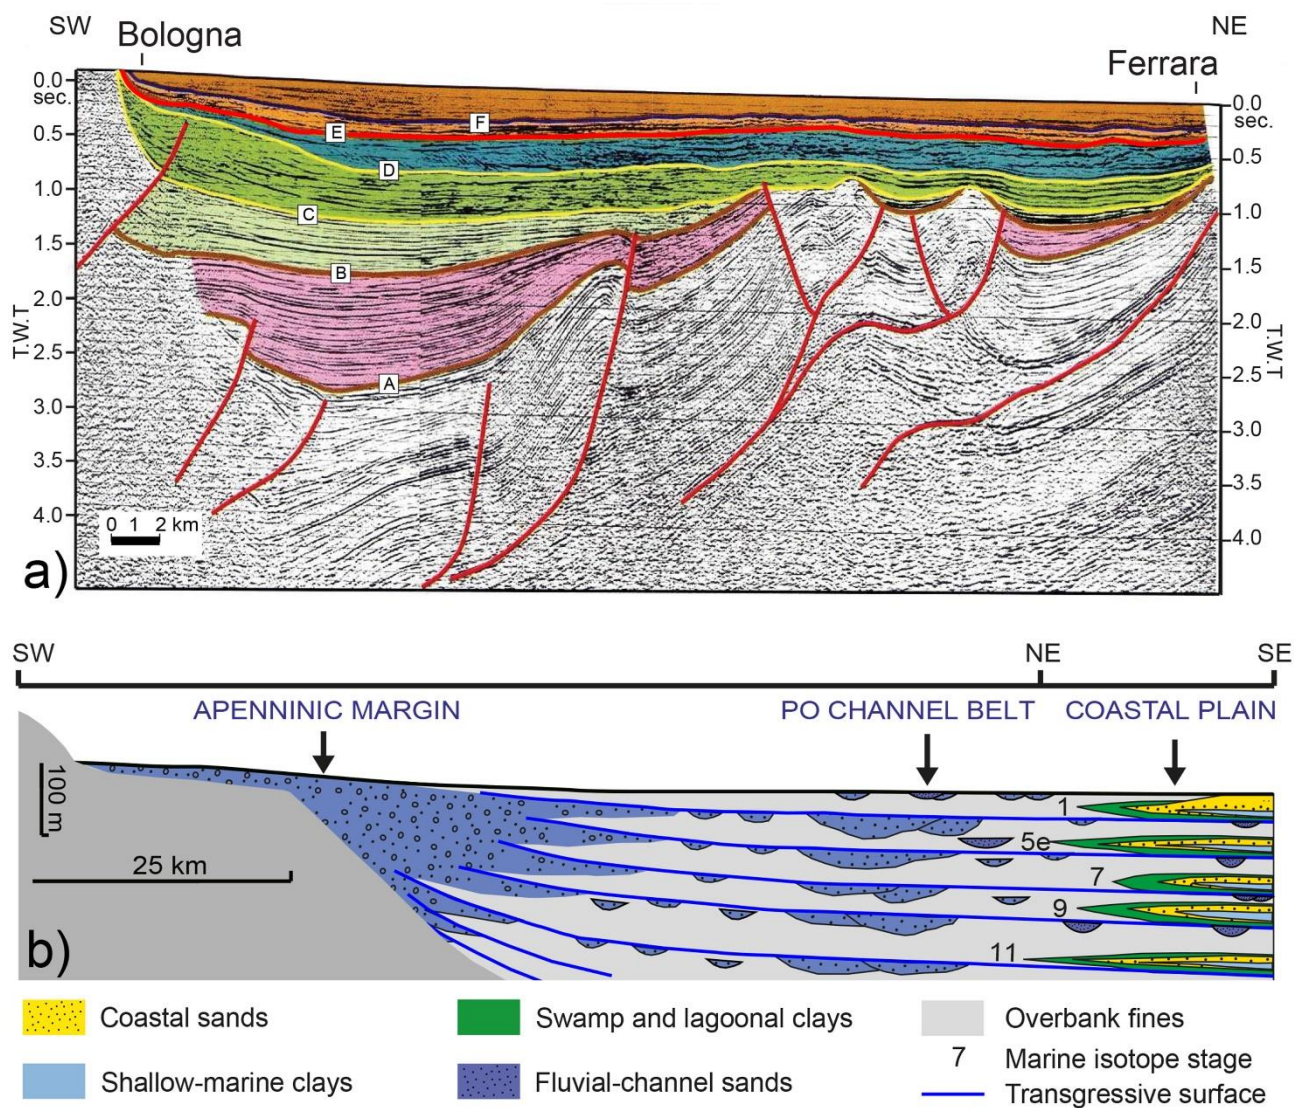 SW
NE
Bologna
Ferrara
0.0
sec.
0.5
1.0
1.5
2.0
2.5
3.0
3.5
4.0
T.W.T
0.0
sec.
0.5
1.0
1.5
2.0
2.5
3.0
3.5
4.0
T.W.T
F
E
D
C
B
A
0 1 2 km
a)
SW
NE
SE
APENNINIC MARGIN
PO CHANNEL BELT
COASTAL PLAIN
100 m
25 km
1
5e
7
9
11
b)
Coastal sands
Swamp and lagoonal clays
Overbank fines
7 Marine isotope stage
Shallow-marine clays
Fluvial-channel sands
Transgressive surface